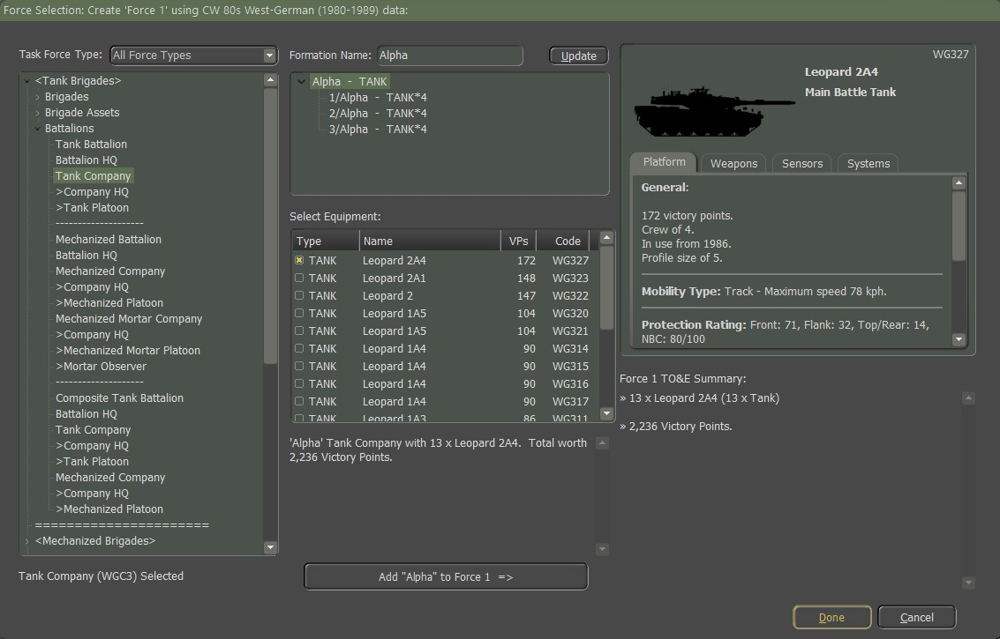 Force Selection: Create 'Force 1' using CW 80s West-German (1980-1989) data:
Task Force Type: All Force Types
<Tank Brigades>
Brigades
Brigade Assets
Battalions
Tank Battalion
Battalion HQ
Tank Company
>Company HQ
>Tank Platoon
--------------------
Mechanized Battalion
Battalion HQ
Mechanized Company
>Company HQ
>Mechanized Platoon
Mechanized Mortar Company
>Company HQ
>Mechanized Mortar Platoon
>Mortar Observer
--------------------
Composite Tank Battalion
Battalion HQ
Tank Company
>Company HQ
>Tank Platoon
Mechanized Company
>Company HQ
>Mechanized Platoon
=======================
<Mechanized Brigades>
Tank Company (WGC3) Selected
Formation Name: Alpha Update
Alpha - TANK
1/Alpha - TANK*4
2/Alpha - TANK*4
3/Alpha - TANK*4
Select Equipment:
Type Name VPs Code
TANK Leopard 2A4 172 WG327
TANK Leopard 2A1 148 WG323
TANK Leopard 2 147 WG322
TANK Leopard 1A5 104 WG320
TANK Leopard 1A5 104 WG321
TANK Leopard 1A4 90 WG314
TANK Leopard 1A4 90 WG315
TANK Leopard 1A4 90 WG316
TANK Leopard 1A4 90 WG317
TANK Leopard 1A3 86 WG311
'Alpha' Tank Company with 13 x Leopard 2A4. Total worth
2,236 Victory Points.
Add "Alpha" to Force 1 =>
WG327
Leopard 2A4
Main Battle Tank
Platform Weapons Sensors Systems
General:
172 victory points.
Crew of 4.
In use from 1986.
Profile size of 5.
Mobility Type: Track - Maximum speed 78 kph.
Protection Rating: Front: 71, Flank: 32, Top/Rear: 14,
NBC: 80/100
Force 1 TO&E Summary:
» 13 x Leopard 2A4 (13 x Tank)
» 2,236 Victory Points.
Done Cancel